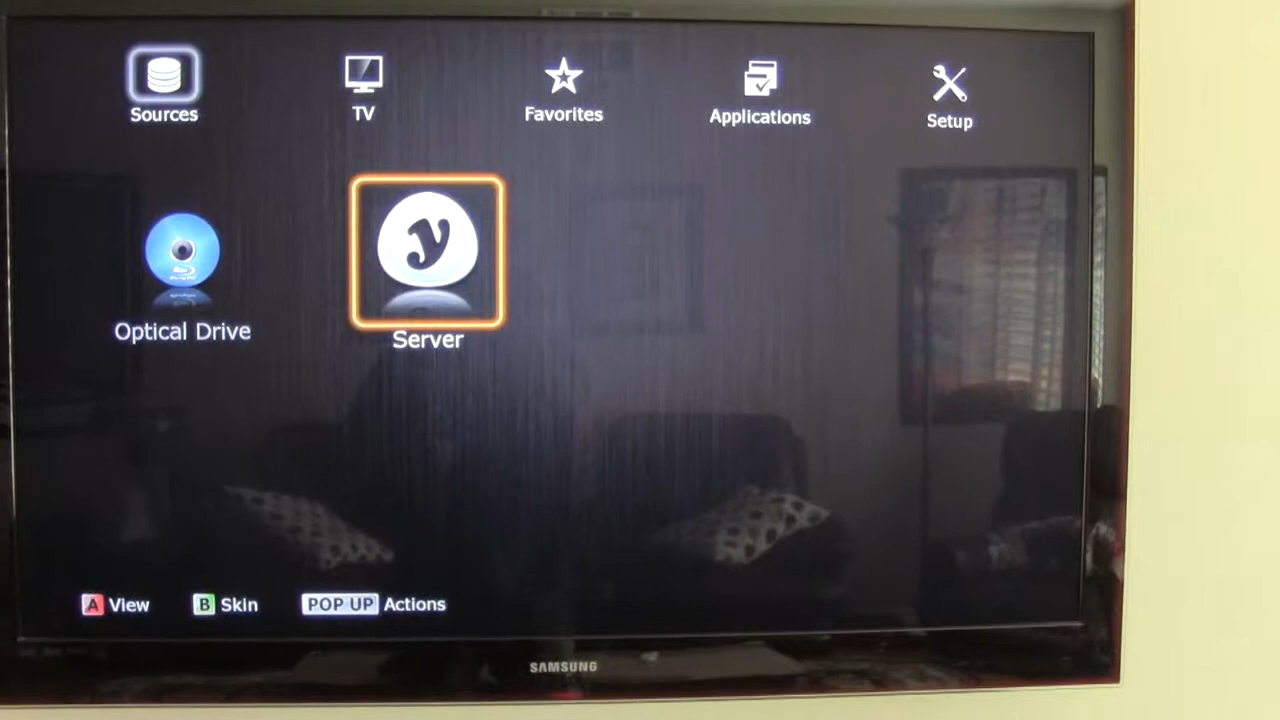 Sources TV Favorites Applications Setup
y
Optical Drive Server
A View B Skin POP UP Actions
SAMSUNG